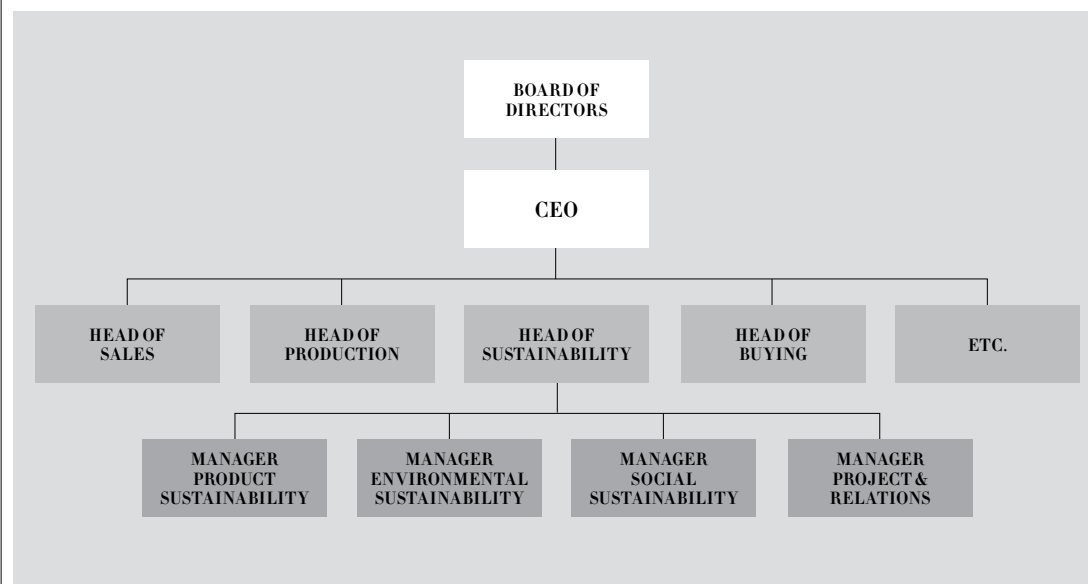 BOARD OF
DIRECTORS
CEO
HEAD OF
SALES
HEAD OF
PRODUCTION
HEAD OF
SUSTAINABILITY
HEAD OF
BUYING
ETC.
MANAGER
PRODUCT
SUSTAINABILITY
MANAGER
ENVIRONMENTAL
SUSTAINABILITY
MANAGER
SOCIAL
SUSTAINABILITY
MANAGER
PROJECT &
RELATIONS